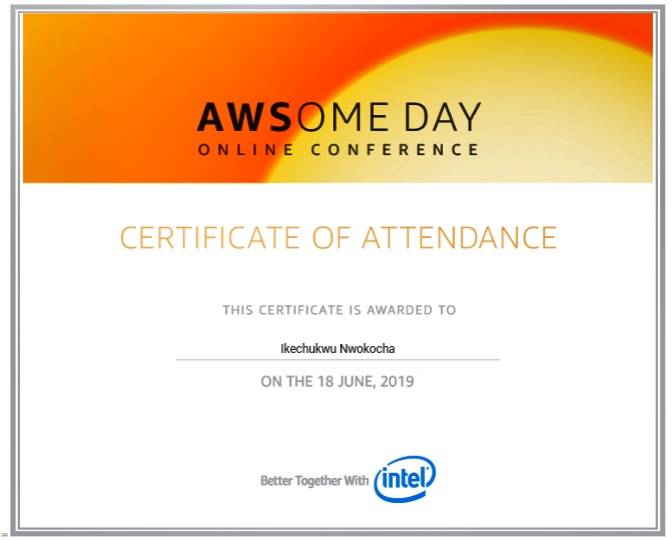 AWSOME DAY
ONLINE CONFERENCE
CERTIFICATE OF ATTENDANCE
THIS CERTIFICATE IS AWARDED TO
Ikechukwu Nwokocha
ON THE 18 JUNE, 2019
Better Together With intel